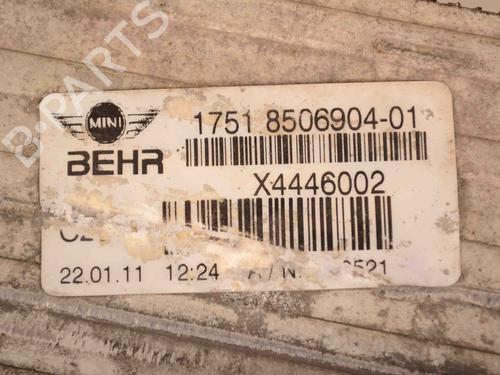 B-PARTS
MINI
1751 8506904-01
BEHR
X4446002
22.01.11 12:24